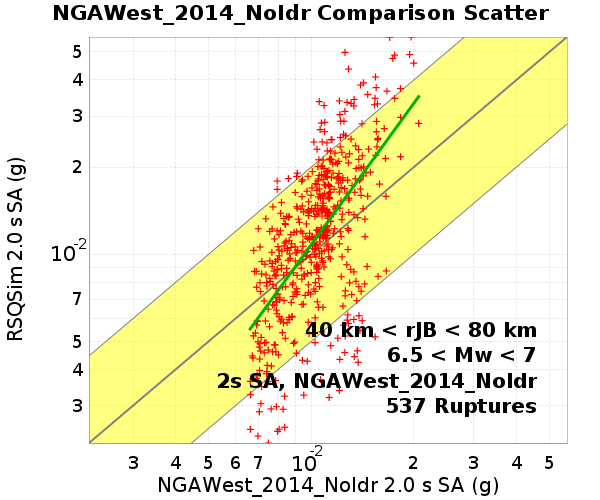 NGAWest_2014_NoIdr Comparison Scatter
5
4
3
2
10-2
7
5
4
3
RSQSim 2.0 s SA (g)
40 km < rJB < 80 km
6.5 < Mw < 7
2s SA, NGAWest_2014_NoIdr
537 Ruptures
3 4 5 6 7 10-2 2 3 4 5
NGAWest_2014_NoIdr 2.0 s SA (g)